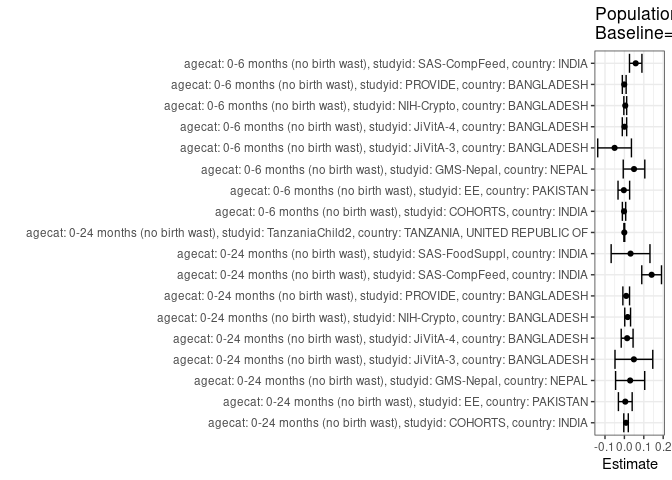 Population
Baseline=
agecat: 0-6 months (no birth wast), studyid: SAS-CompFeed, country: INDIA
agecat: 0-6 months (no birth wast), studyid: PROVIDE, country: BANGLADESH
agecat: 0-6 months (no birth wast), studyid: NIH-Crypto, country: BANGLADESH
agecat: 0-6 months (no birth wast), studyid: JiVitA-4, country: BANGLADESH
agecat: 0-6 months (no birth wast), studyid: JiVitA-3, country: BANGLADESH
agecat: 0-6 months (no birth wast), studyid: GMS-Nepal, country: NEPAL
agecat: 0-6 months (no birth wast), studyid: EE, country: PAKISTAN
agecat: 0-6 months (no birth wast), studyid: COHORTS, country: INDIA
agecat: 0-24 months (no birth wast), studyid: TanzaniaChild2, country: TANZANIA, UNITED REPUBLIC OF
agecat: 0-24 months (no birth wast), studyid: SAS-FoodSuppl, country: INDIA
agecat: 0-24 months (no birth wast), studyid: SAS-CompFeed, country: INDIA
agecat: 0-24 months (no birth wast), studyid: PROVIDE, country: BANGLADESH
agecat: 0-24 months (no birth wast), studyid: NIH-Crypto, country: BANGLADESH
agecat: 0-24 months (no birth wast), studyid: JiVitA-4, country: BANGLADESH
agecat: 0-24 months (no birth wast), studyid: JiVitA-3, country: BANGLADESH
agecat: 0-24 months (no birth wast), studyid: GMS-Nepal, country: NEPAL
agecat: 0-24 months (no birth wast), studyid: EE, country: PAKISTAN
agecat: 0-24 months (no birth wast), studyid: COHORTS, country: INDIA
-0.1 0.0 0.1 0.2
Estimate